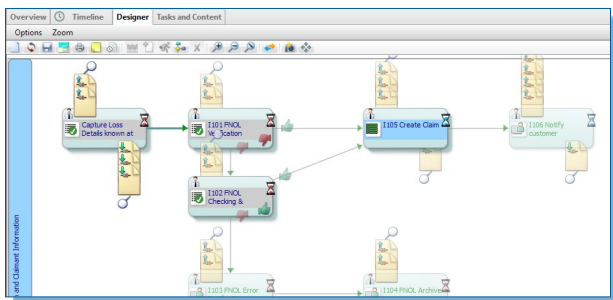 Overview Timeline Designer Tasks and Content
Options Zoom
Capture Loss
Details known at
I101 FNOL
Verification
I105 Create Claim
I106 Notify
customer
I102 FNOL
Checking &
and Claimant Information
I103 FNOL Error
I104 FNOL Archive